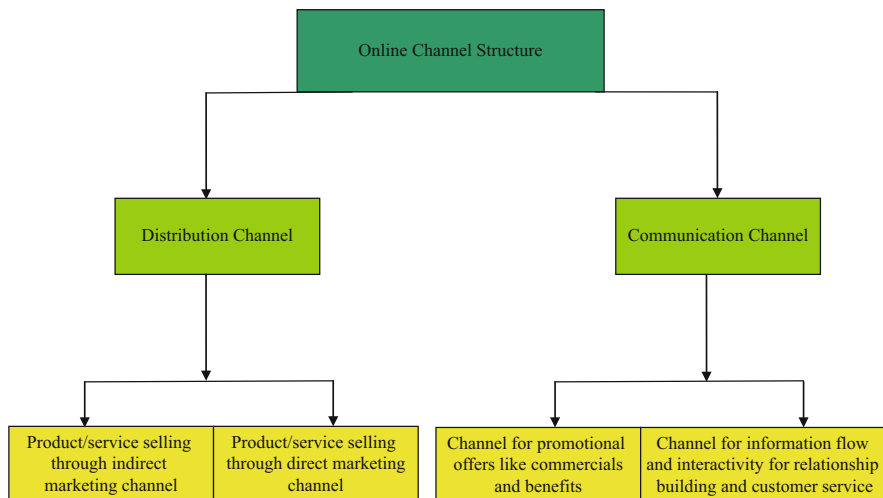 Online Channel Structure
Distribution Channel
Communication Channel
Product/service selling
through indirect
marketing channel
Product/service selling
through direct marketing
channel
Channel for promotional
offers like commercials
and benefits
Channel for information flow
and interactivity for relationship
building and customer service